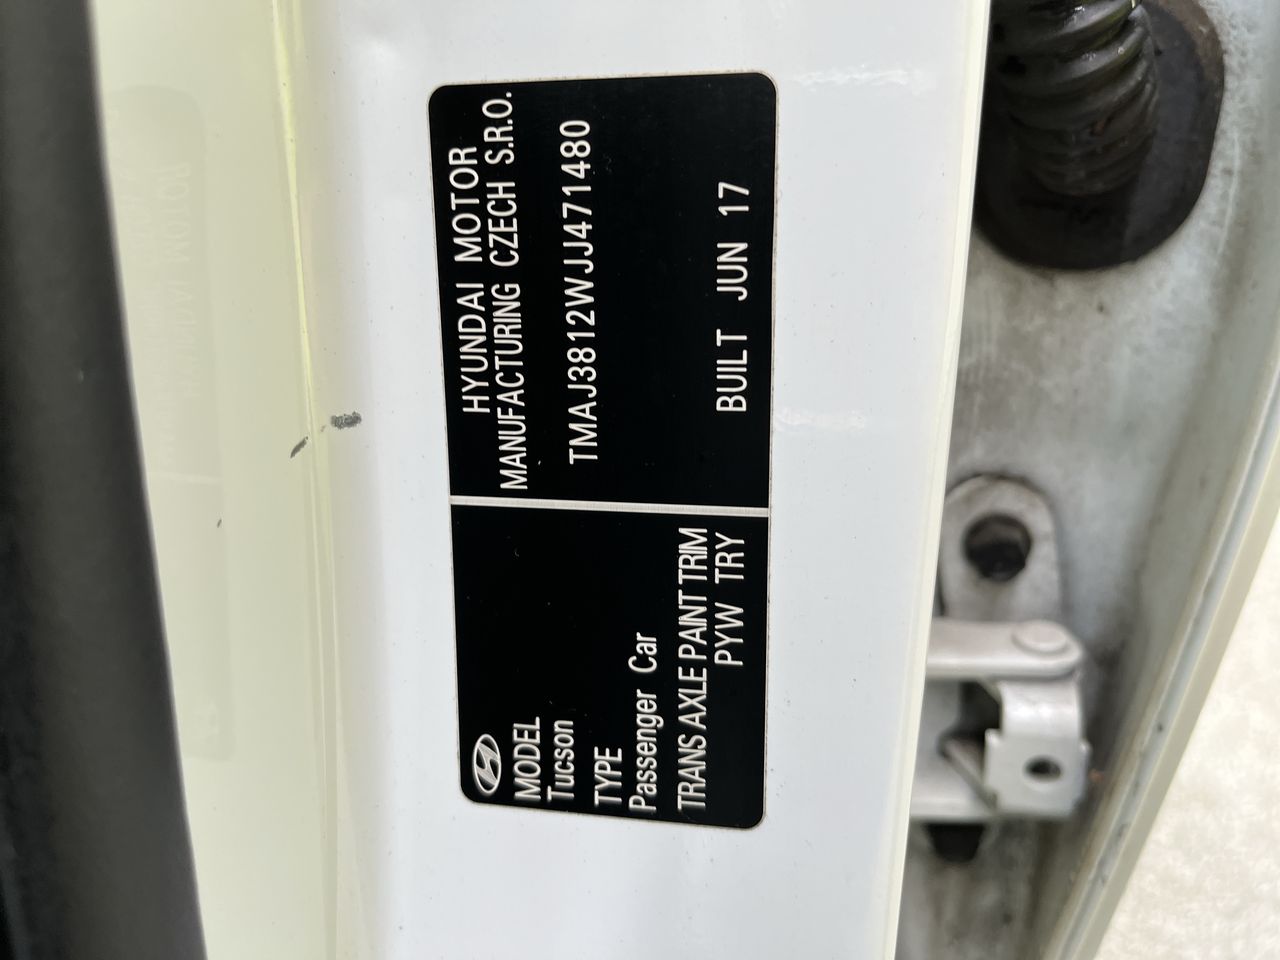 MODEL
Tucson
TYPE
Passenger Car
TRANS AXLE PAINT TRIM
PYW TRY
HYUNDAI MOTOR
MANUFACTURING CZECH S.R.O.
TMAJ3812WJJ471480
BUILT JUN 17